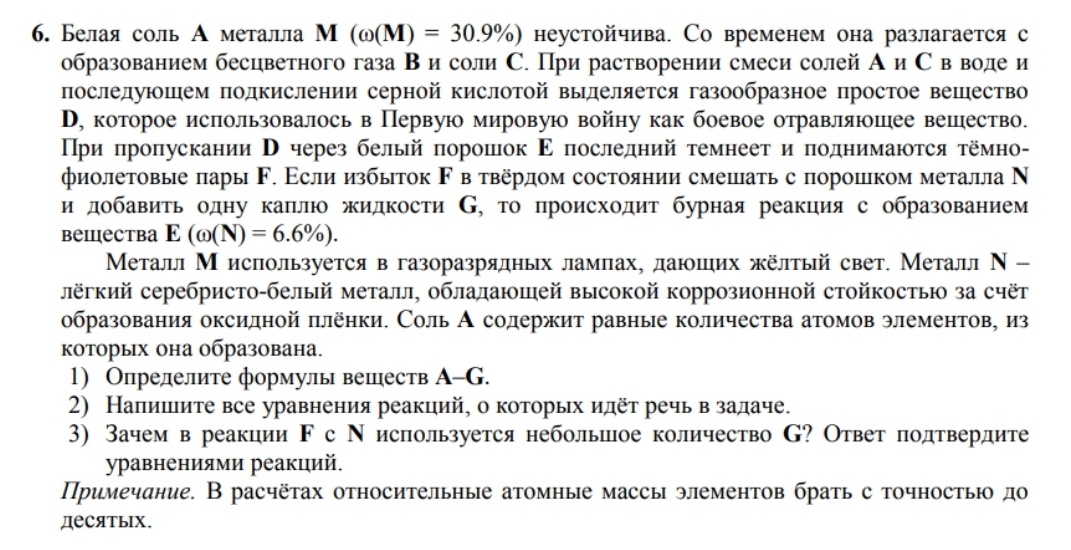 6. Белая соль A металла M (ω(M) = 30.9%) неустойчива. Со временем она разлагается с
образованием бесцветного газа B и соли C. При растворении смеси солей A и C в воде и
последующем подкислении серной кислотой выделяется газообразное простое вещество
D, которое использовалось в Первую мировую войну как боевое отравляющее вещество.
При пропускании D через белый порошок E последний темнеет и поднимаются тёмно-
фиолетовые пары F. Если избыток F в твёрдом состоянии смешать с порошком металла N
и добавить одну каплю жидкости G, то происходит бурная реакция с образованием
вещества E (ω(N) = 6.6%).
Металл M используется в газоразрядных лампах, дающих жёлтый свет. Металл N –
лёгкий серебристо-белый металл, обладающей высокой коррозионной стойкостью за счёт
образования оксидной плёнки. Соль A содержит равные количества атомов элементов, из
которых она образована.
1) Определите формулы веществ A–G.
2) Напишите все уравнения реакций, о которых идёт речь в задаче.
3) Зачем в реакции F с N используется небольшое количество G? Ответ подтвердите
уравнениями реакций.
Примечание. В расчётах относительные атомные массы элементов брать с точностью до
десятых.